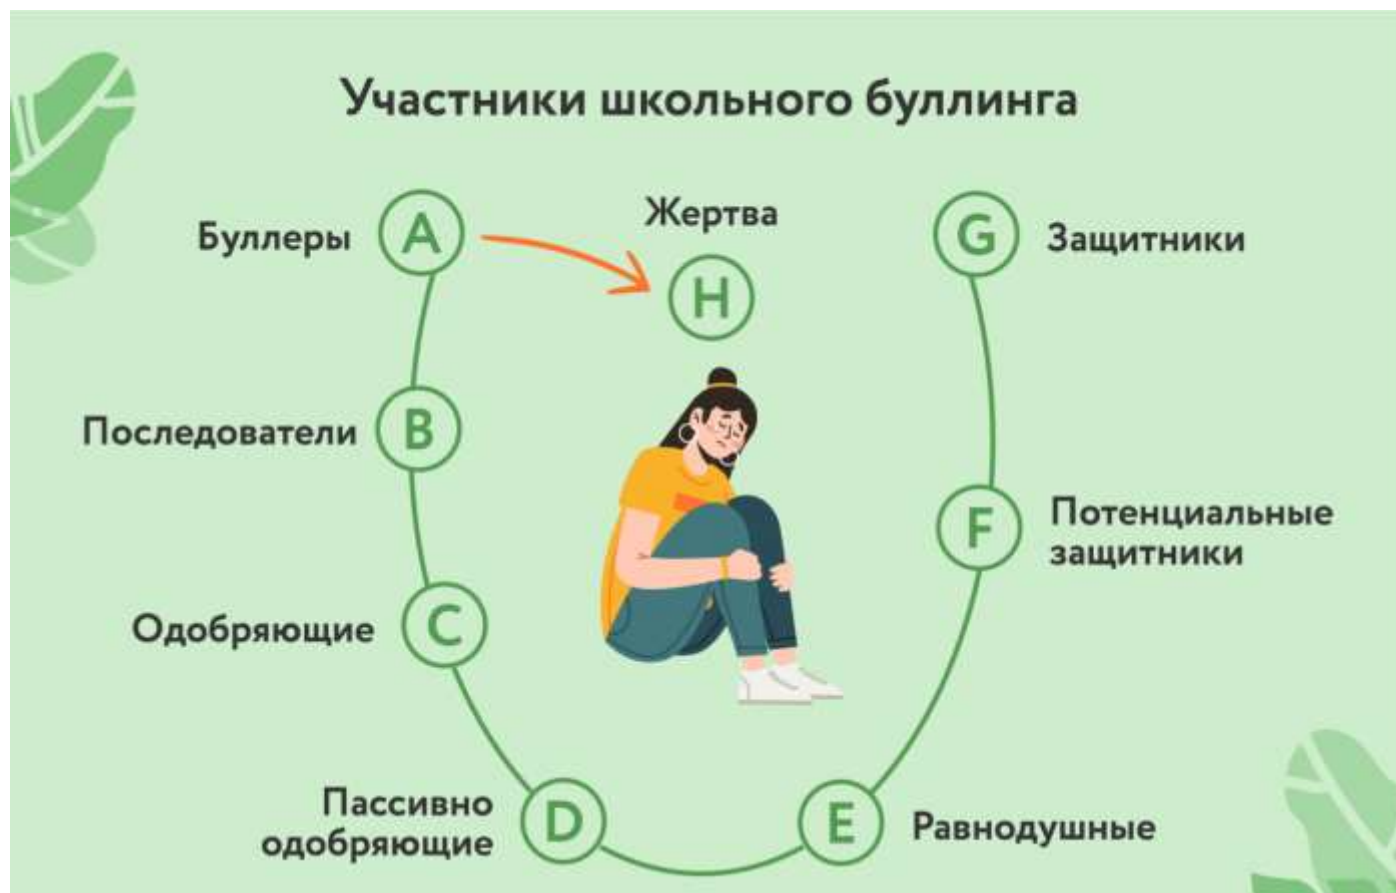 Участники школьного буллинга
Буллеры
A
Жертва
H
G
Защитники
Последователи
B
F
Потенциальные
защитники
Одобряющие
C
Пассивно
одобряющие
D
E
Равнодушные